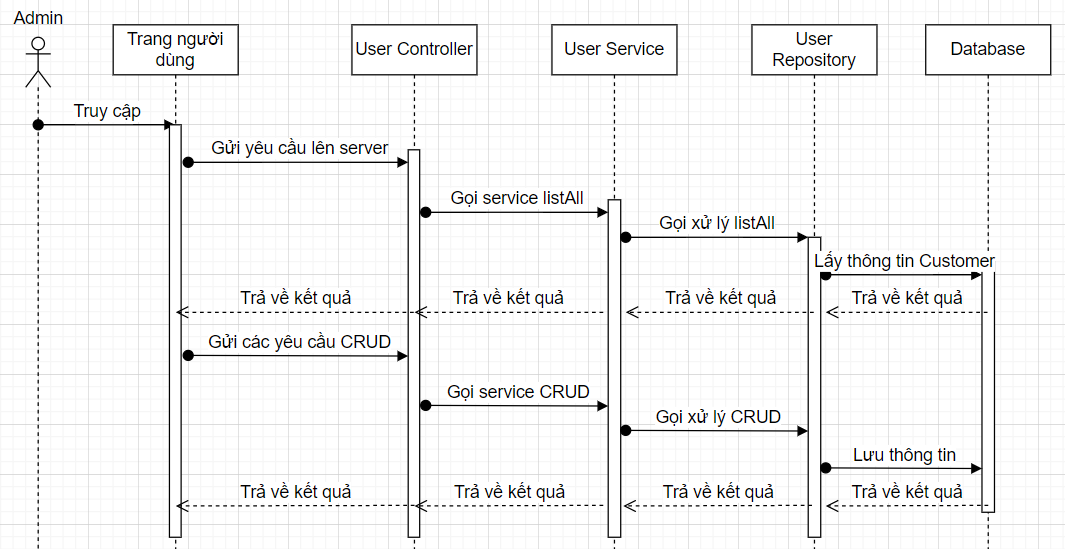 Admin
Trang người
dùng
User Controller
User Service
User
Repository
Database
Truy cập
Gửi yêu cầu lên server
Gọi service listAll
Gọi xử lý listAll
Lấy thông tin Customer
Trả về kết quả
Trả về kết quả
Trả về kết quả
Trả về kết quả
Gửi các yêu cầu CRUD
Gọi service CRUD
Gọi xử lý CRUD
Lưu thông tin
Trả về kết quả
Trả về kết quả
Trả về kết quả
Trả về kết quả